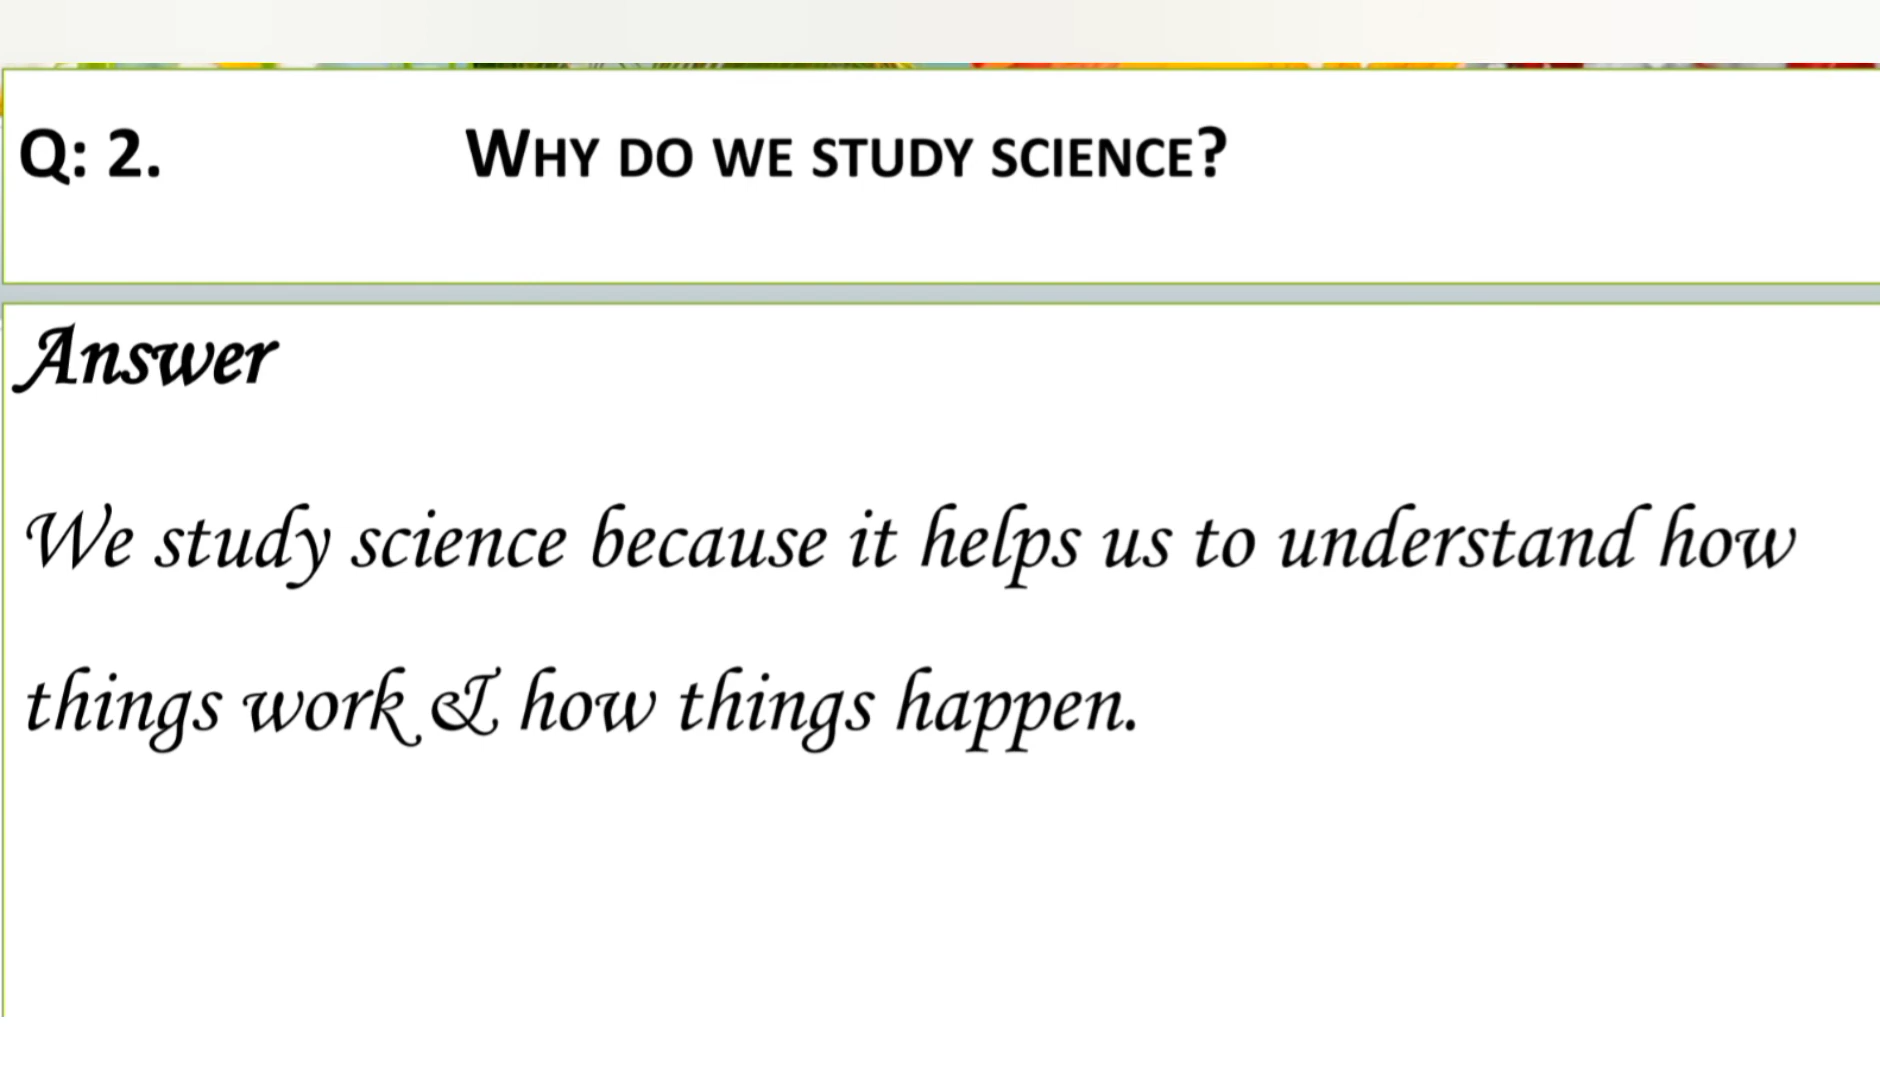 Q: 2. WHY DO WE STUDY SCIENCE?
Answer
We study science because it helps us to understand how
things work & how things happen.